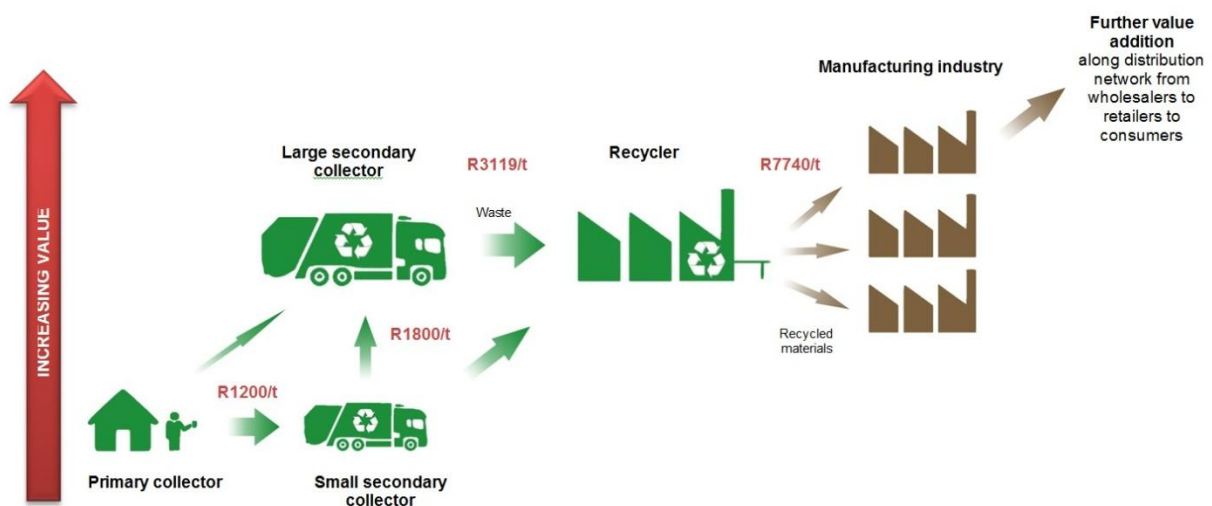 Further value
addition
along distribution
network from
wholesalers to
retailers to
consumers
Manufacturing industry
Large secondary
collector
R3119/t
Recycler
R7740/t
Waste
INCREASING VALUE
R1800/t
Recycled
materials
R1200/t
Primary collector
Small secondary
collector